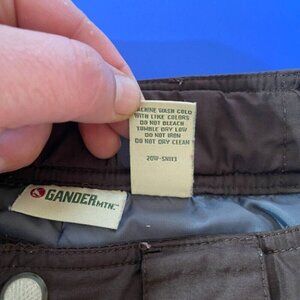 MACHINE WASH COLD
WITH LIKE COLORS
DO NOT BLEACH
TUMBLE DRY LOW
DO NOT IRON
DO NOT DRY CLEAN
GANDER MTN.